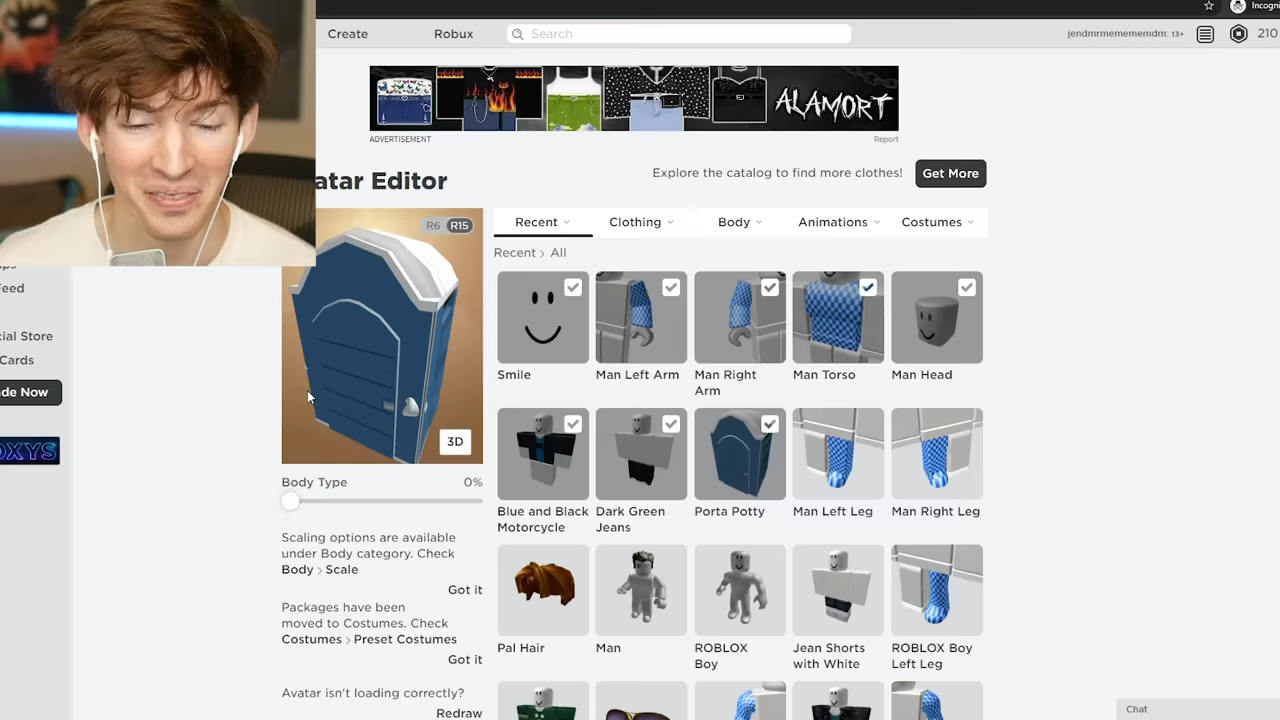 Incogni
Create
Robux
Search
jendmrmemememdm: 13+
210
ALAMORT
ADVERTISEMENT
Report
atar Editor
Explore the catalog to find more clothes!
Get More
R6 R15
Recent
Clothing
Body
Animations
Costumes
Recent > All
Feed
cial Store
Cards
de Now
OXYS
3D
Smile
Man Left Arm
Man Right
Arm
Man Torso
Man Head
Body Type 0%
Blue and Black
Motorcycle
Dark Green
Jeans
Porta Potty
Man Left Leg
Man Right Leg
Scaling options are available
under Body category. Check
Body > Scale
Got it
Packages have been
moved to Costumes. Check
Costumes > Preset Costumes
Got it
Pal Hair
Man
ROBLOX
Boy
Jean Shorts
with White
ROBLOX Boy
Left Leg
Avatar isn't loading correctly?
Redraw
Chat